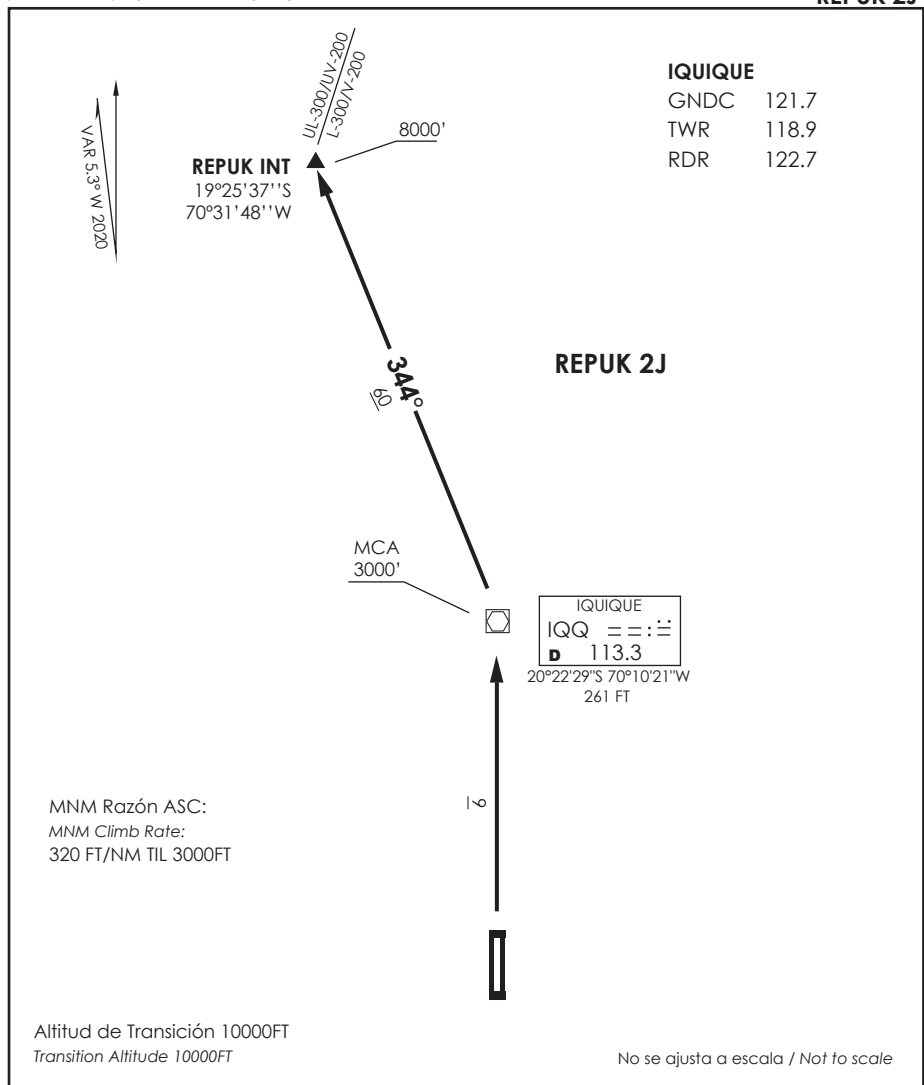 REPUK 2J
UL-300/UV-200
L-300/V-200
8000'
REPUK INT
19°25'37''S
70°31'48''W
VAR 5.3° W 2020
IQUIQUE
GNDC 121.7
TWR 118.9
RDR 122.7
REPUK 2J
344°
60
MCA
3000'
IQUIQUE
IQQ
D 113.3
20°22'29"S 70°10'21"W
261 FT
9
MNM Razón ASC:
MNM Climb Rate:
320 FT/NM TIL 3000FT
Altitud de Transición 10000FT
Transition Altitude 10000FT
No se ajusta a escala / Not to scale